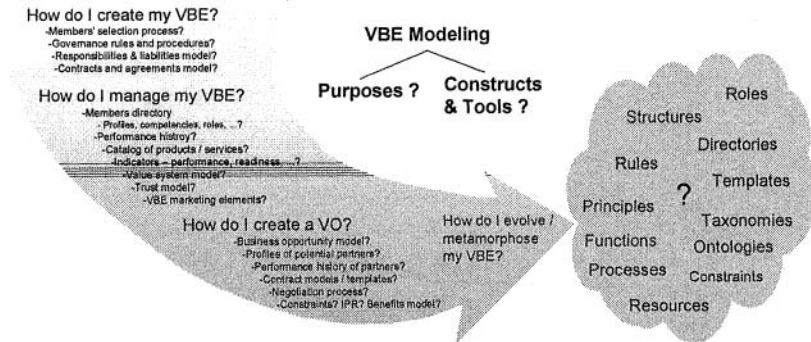 How do I create my VBE?
-Members' selection process?
-Governance rules and procedures?
-Responsibilities & liabilities model?
-Contracts and agreements model?
How do I manage my VBE?
-Members directory
- Profiles, competencies, roles, ...?
-Performance histroy?
-Catalog of products / services?
-Indicators – performance, readiness, ...?
-Value system model?
-Trust model?
-VBE marketing elements?
How do I create a VO?
-Business opportunity model?
-Profiles of potential partners?
-Performance history of partners?
-Contract models / templates?
-Negotiation process?
-Constraints? IPR? Benefits model?
How do I evolve /
metamorphose
my VBE?
VBE Modeling
Purposes ?
Constructs
& Tools ?
Roles
Structures
Directories
Rules
Templates
?
Principles
Taxonomies
Functions
Ontologies
Processes
Constraints
Resources